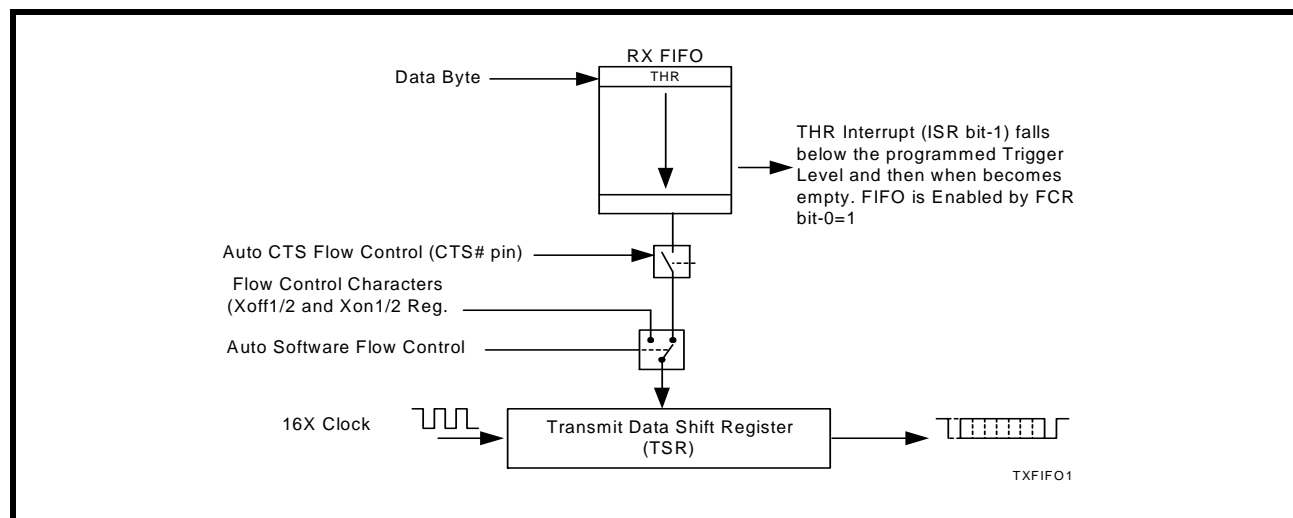 RX FIFO
Data Byte
THR
THR Interrupt (ISR bit-1) falls
below the programmed Trigger
Level and then when becomes
empty. FIFO is Enabled by FCR
bit-0=1
Auto CTS Flow Control (CTS# pin)
Flow Control Characters
(Xoff1/2 and Xon1/2 Reg.
Auto Software Flow Control
16X Clock
Transmit Data Shift Register
(TSR)
TXFIFO1